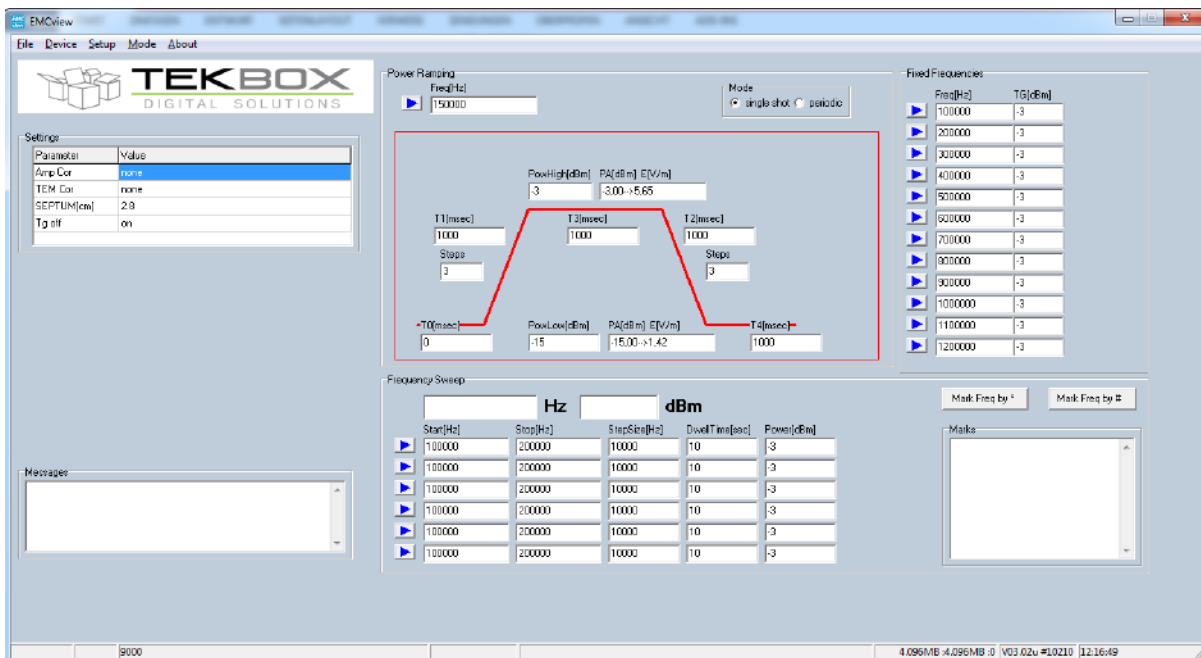 EMCview
File Device Setup Mode About
TEKBOX
DIGITAL SOLUTIONS
Settings
Parameter Value
Amp Cor none
TEM Cor none
SEPTUM[cm] 2.8
Tg off on
Messages
Power Ramping
Freq[Hz]
150000
Mode
single shot periodic
PowHigh[dBm] PA[dBm] E[V/m]
-3 -3.00-->5.65
T1[msec] T3[msec] T2[msec]
1000 1000 1000
Steps Steps
3 3
T0[msec] PowLow[dBm] PA[dBm] E[V/m] T4[msec]
0 -15 -15.00-->1.42 1000
Fixed Frequencies
Freq[Hz] TG[dBm]
100000 -3
200000 -3
300000 -3
400000 -3
500000 -3
600000 -3
700000 -3
800000 -3
900000 -3
1000000 -3
1100000 -3
1200000 -3
Frequency Sweep
Hz dBm
Start[Hz] Stop[Hz] StepSize[Hz] DwellTime[sec] Power[dBm]
100000 200000 10000 10 -3
100000 200000 10000 10 -3
100000 200000 10000 10 -3
100000 200000 10000 10 -3
100000 200000 10000 10 -3
100000 200000 10000 10 -3
Mark Freq by * Mark Freq by #
Marks
9000 4.096MB :4.096MB :0 V03.02u #10210 12:16:49